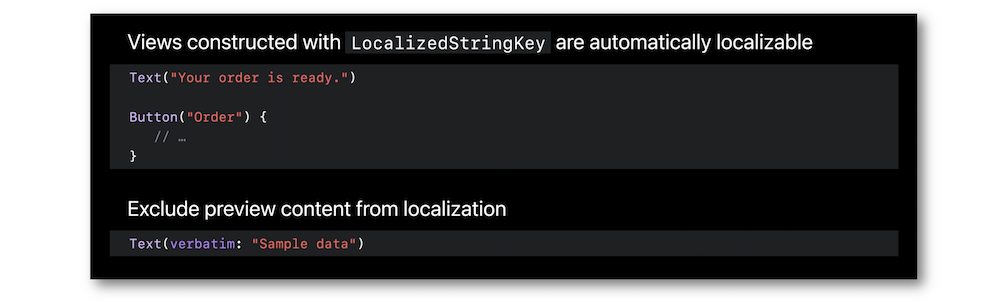 Views constructed with LocalizedStringKey are automatically localizable
Text("Your order is ready.")
Button("Order") {
// …
}
Exclude preview content from localization
Text(verbatim: "Sample data")